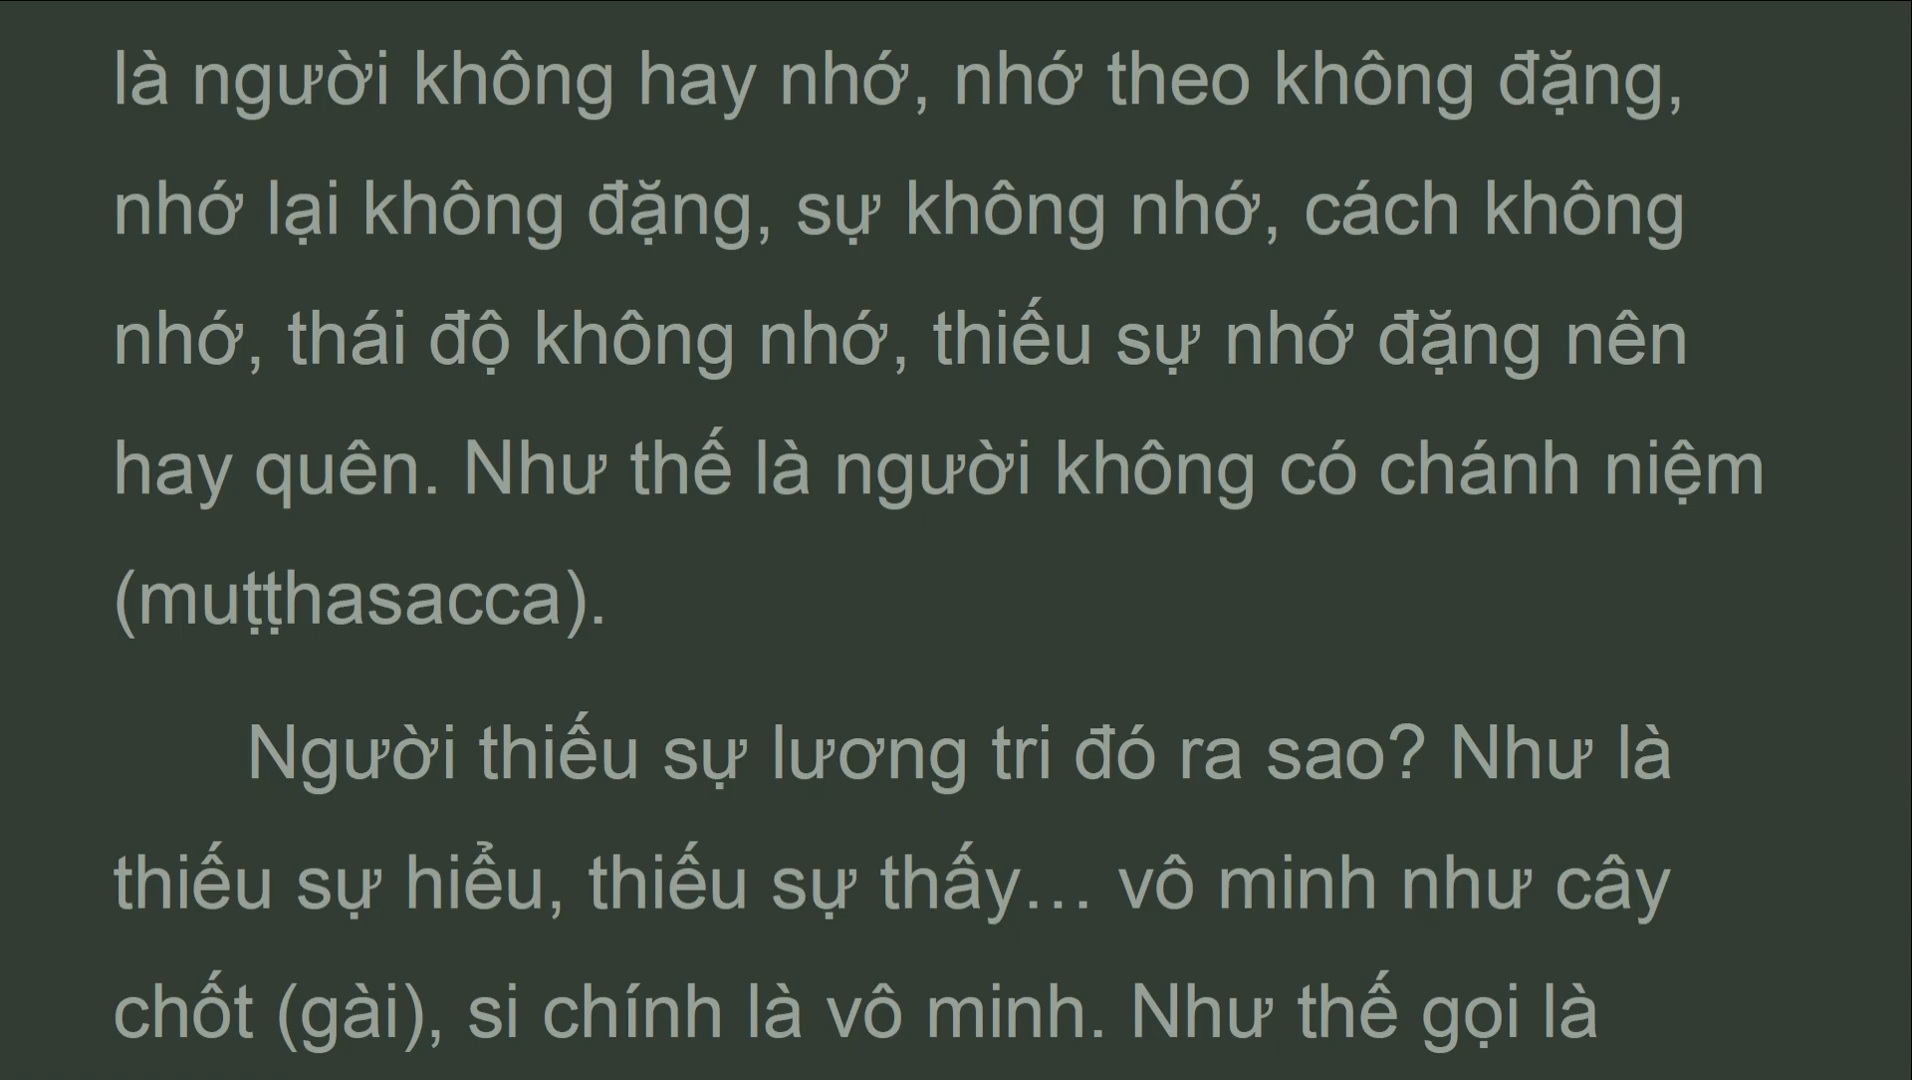 là người không hay nhớ, nhớ theo không đặng,
nhớ lại không đặng, sự không nhớ, cách không
nhớ, thái độ không nhớ, thiếu sự nhớ đặng nên
hay quên. Như thế là người không có chánh niệm
(muṭṭhasacca).
Người thiếu sự lương tri đó ra sao? Như là
thiếu sự hiểu, thiếu sự thấy… vô minh như cây
chốt (gài), si chính là vô minh. Như thế gọi là